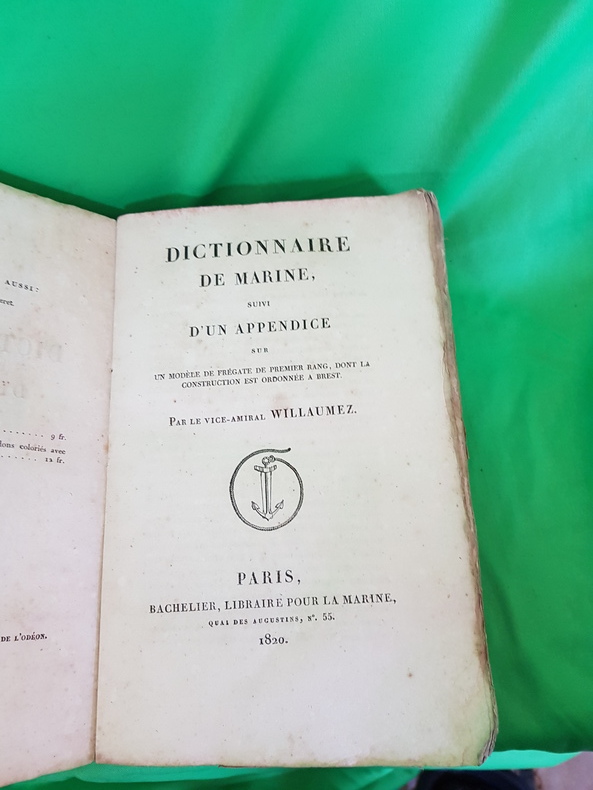 AUSSI:
eret.
9 fr.
lons coloriés avec
12 fr.
DE L'ODÉON.
DICTIONNAIRE
DE MARINE,
SUIVI
D'UN APPENDICE
SUR
UN MODÈLE DE FRÉGATE DE PREMIER RANG, DONT LA
CONSTRUCTION EST ORDONNÉE A BREST.
PAR LE VICE-AMIRAL WILLAUMEZ.
PARIS,
BACHELIER, LIBRAIRE POUR LA MARINE,
QUAI DES AUGUSTINS, N°. 55.
1820.